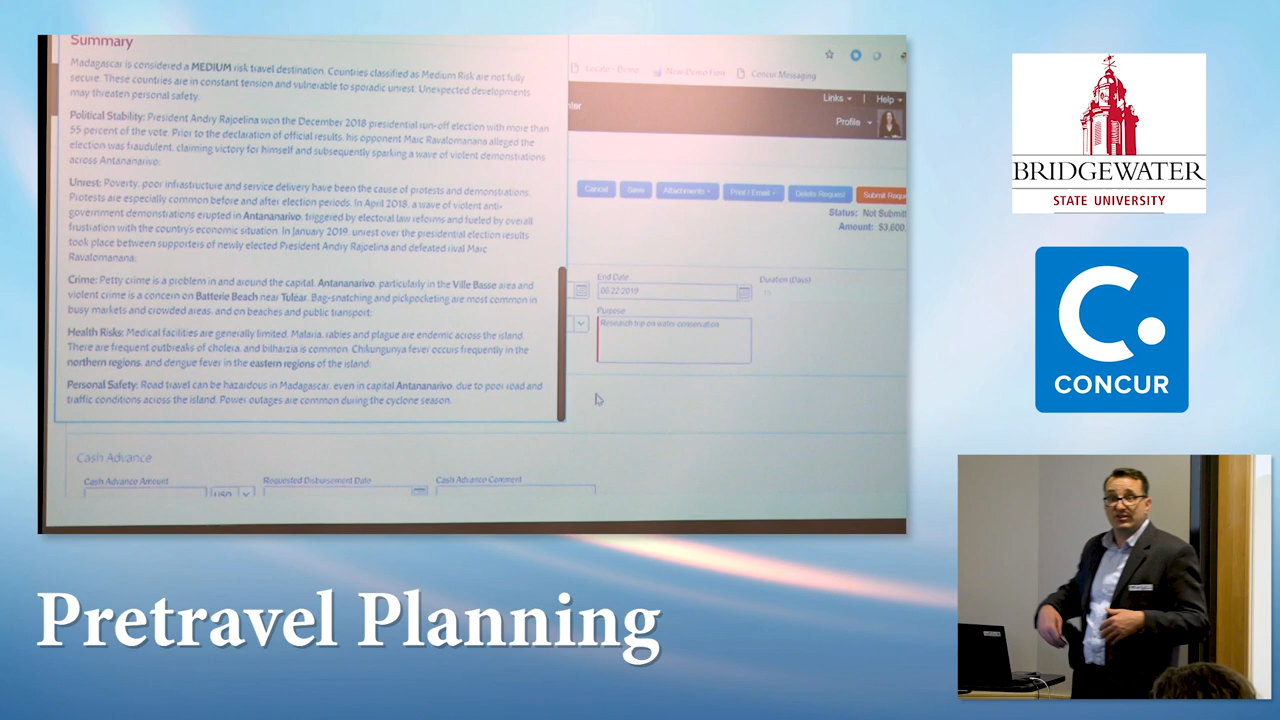 Summary
Madagascar is considered a MEDIUM risk travel destination. Countries classified as Medium Risk are not fully
secure. These countries are in constant tension and vulnerable to sporadic unrest. Unexpected developments
may threaten personal safety.
Political Stability: President Andry Rajoelina won the December 2018 presidential run-off election with more than
55 percent of the vote. Prior to the declaration of official results, his opponent Marc Ravalomanana alleged the
election was fraudulent, claiming victory for himself and subsequently sparking a wave of violent demonstrations
across Antananarivo.
Unrest: Poverty, poor infrastructure and service delivery have been the cause of protests and demonstrations.
Protests are especially common before and after election periods. In April 2018, a wave of violent anti-
government demonstrations erupted in Antananarivo, triggered by electoral law reforms and fueled by overall
frustration with the country's economic situation. In January 2019, unrest over the presidential election results
took place between supporters of newly elected President Andry Rajoelina and defeated rival Marc
Ravalomanana.
Crime: Petty crime is a problem in and around the capital, Antananarivo, particularly in the Ville Basse area and
violent crime is a concern on Batterie Beach near Tulear. Bag-snatching and pickpocketing are most common in
busy markets and crowded areas, and on beaches and public transport.
Health Risks: Medical facilities are generally limited. Malaria, rabies and plague are endemic across the island.
There are frequent outbreaks of cholera, and bilharzia is common. Chikungunya fever occurs frequently in the
northern regions, and dengue fever in the eastern regions of the island.
Personal Safety: Road travel can be hazardous in Madagascar, even in capital Antananarivo, due to poor road and
traffic conditions across the island. Power outages are common during the cyclone season.
Cash Advance
Cash Advance Amount
USD
Requested Disbursement Date
Cash Advance Comment
Locate - Demo
New Demo
Concur Messaging
Links
Help
Profile
Cancel
Save
Attachments
Print / Email
Delete Request
Submit Reque
Status: Not Submit
Amount: $3,600.
End Date
06/22/2019
Duration (Days)
Purpose
Research trip on water conservation
BRIDGEWATER
STATE UNIVERSITY
CONCUR
Pretravel Planning